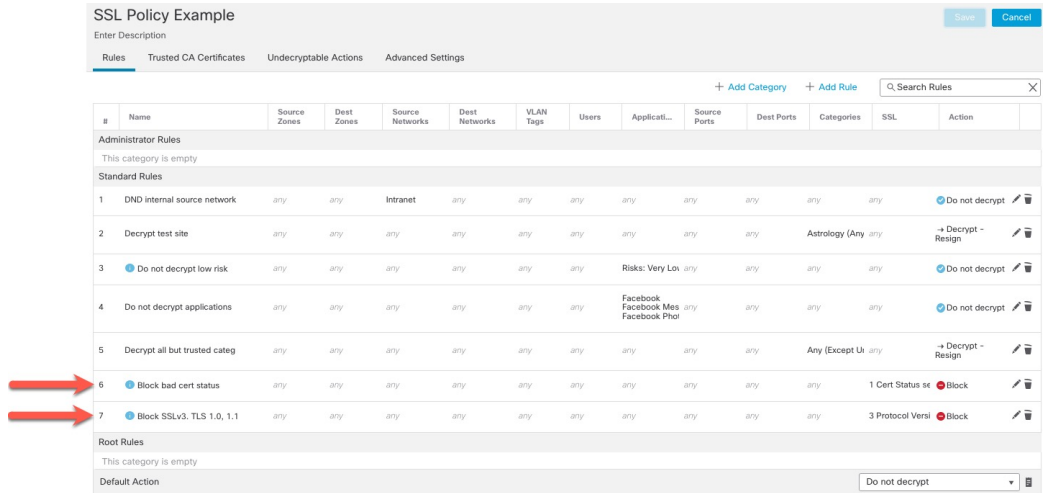 SSL Policy Example
Save Cancel
Enter Description
Rules Trusted CA Certificates Undecryptable Actions Advanced Settings
+ Add Category + Add Rule Search Rules X
# Name Source Zones Dest Zones Source Networks Dest Networks VLAN Tags Users Applicati... Source Ports Dest Ports Categories SSL Action
Administrator Rules
This category is empty
Standard Rules
1 DND internal source network any any Intranet any any any any any any any any Do not decrypt
2 Decrypt test site any any any any any any any any any Astrology (Any any → Decrypt - Resign
3 Do not decrypt low risk any any any any any any Risks: Very Lov any any any any Do not decrypt
4 Do not decrypt applications any any any any any any Facebook Facebook Mes Facebook Phot any any any any Do not decrypt
5 Decrypt all but trusted categ any any any any any any any any any Any (Except Un any → Decrypt - Resign
6 Block bad cert status any any any any any any any any any any 1 Cert Status se Block
7 Block SSLv3. TLS 1.0, 1.1 any any any any any any any any any any 3 Protocol Versi Block
Root Rules
This category is empty
Default Action Do not decrypt